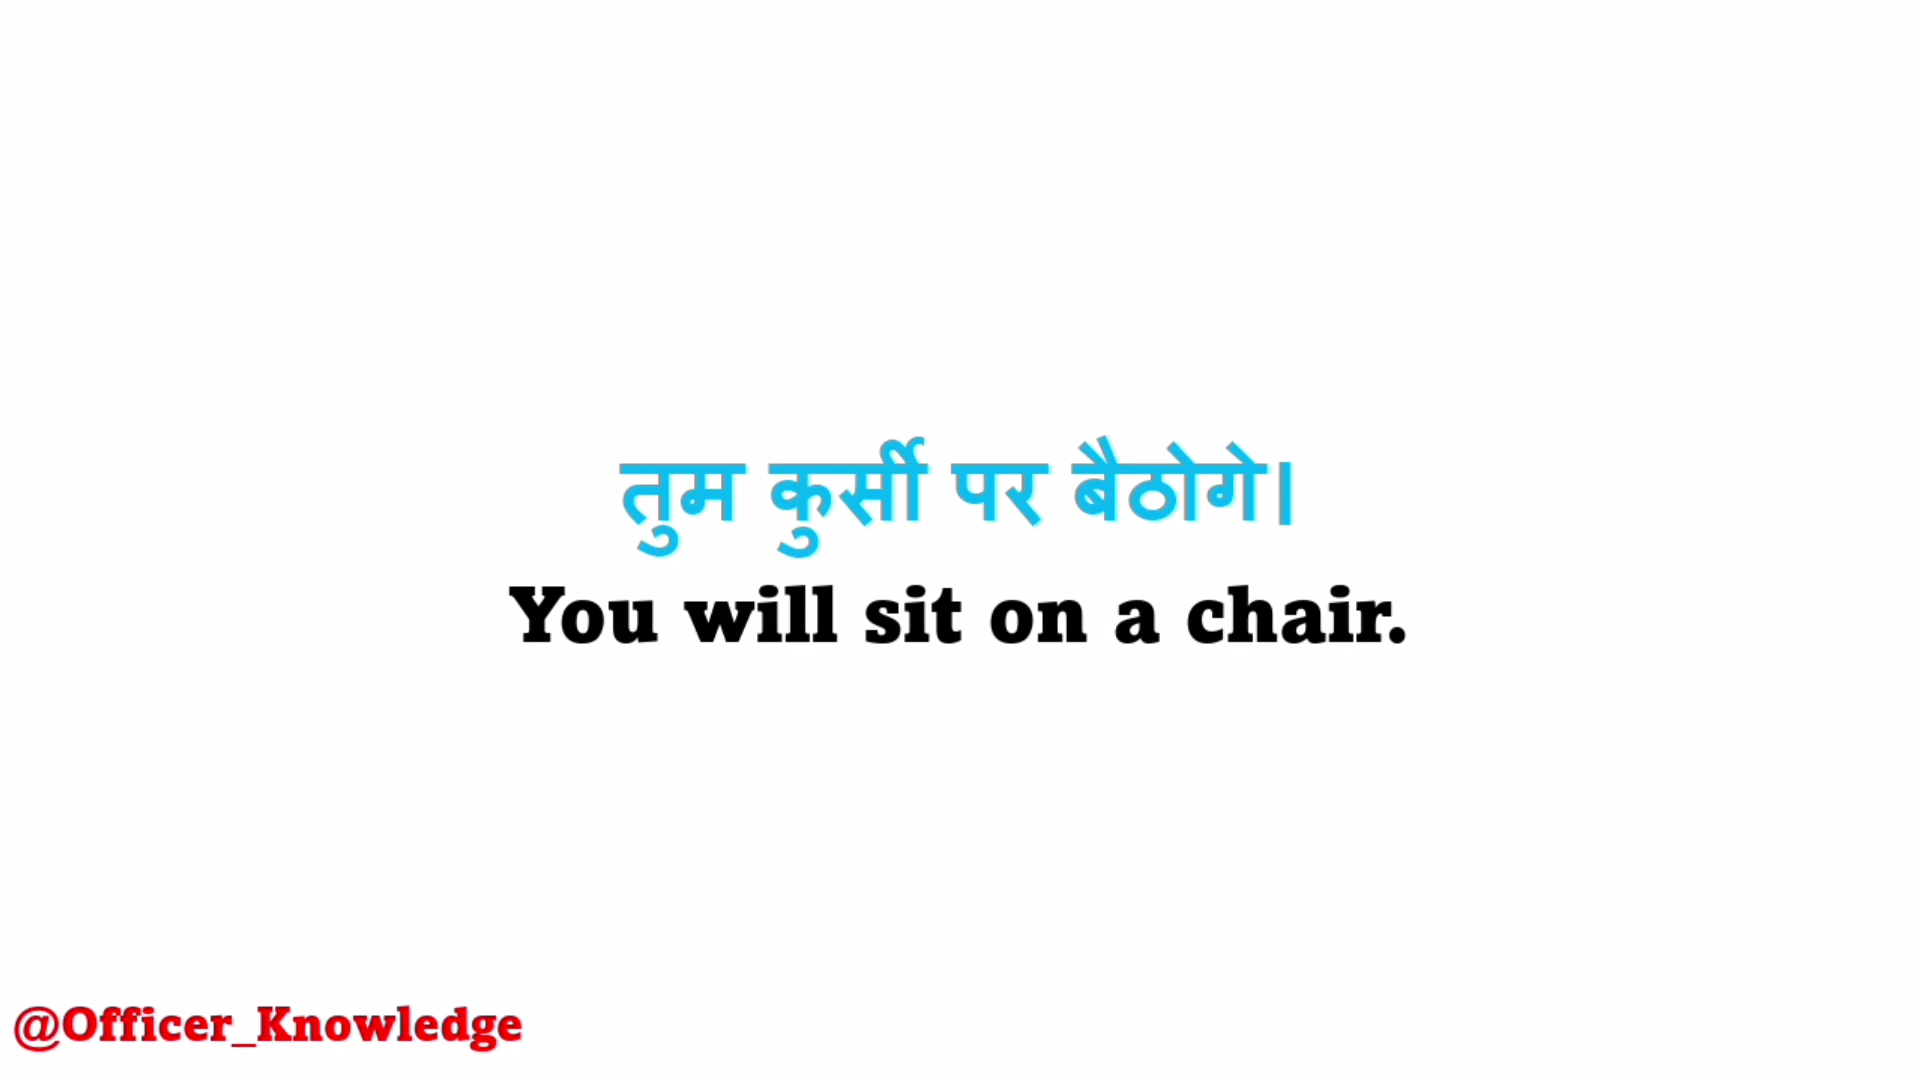 तुम कुर्सी पर बैठोगे।
You will sit on a chair.
@Officer_Knowledge